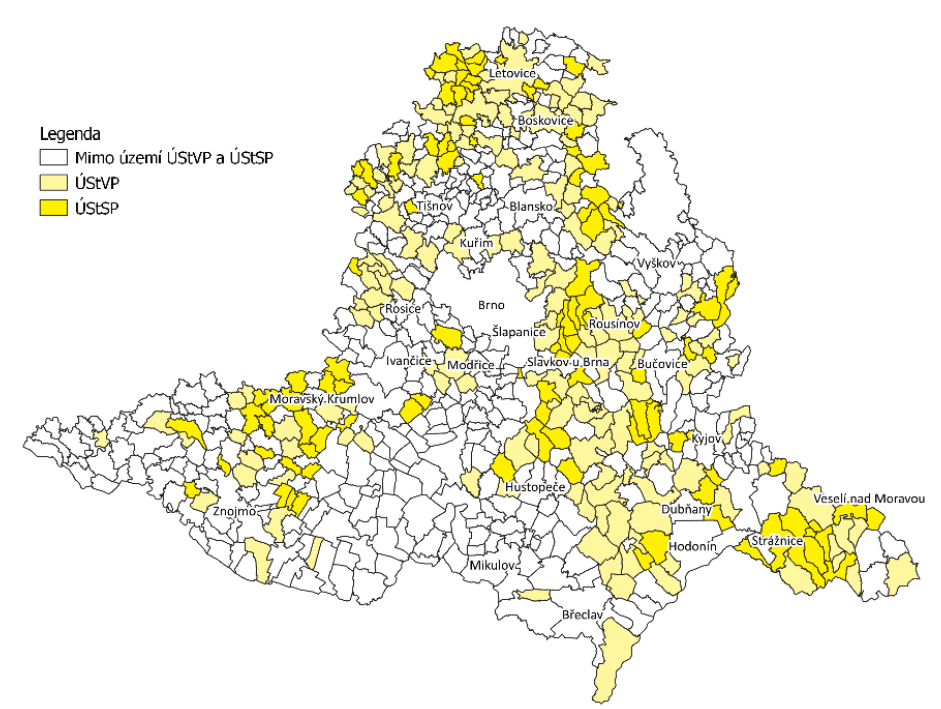 Legenda
Mimo území ÚStVP a ÚStSP
ÚStVP
ÚStSP
Letovice
Boskovice
Tišnov
Blansko
Kuřim
Vyškov
Brno
Rosice
Šlapanice
Rousínov
Ivančice
Modřice
Slavkov u Brna
Bučovice
Moravský Krumlov
Kyjov
Hustopeče
Veselí nad Moravou
Znojmo
Dubňany
Strážnice
Hodonín
Mikulov
Břeclav